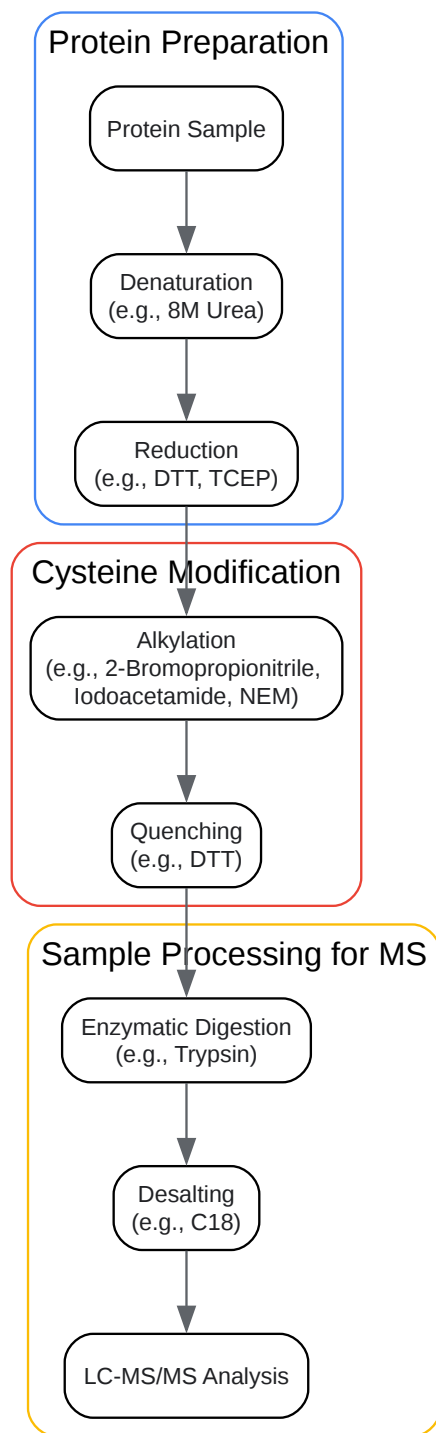 Protein Preparation
Protein Sample
Denaturation
(e.g., 8M Urea)
Reduction
(e.g., DTT, TCEP)
Cysteine Modification
Alkylation
(e.g., 2-Bromopropionitrile,
Iodoacetamide, NEM)
Quenching
(e.g., DTT)
Sample Processing for MS
Enzymatic Digestion
(e.g., Trypsin)
Desalting
(e.g., C18)
LC-MS/MS Analysis